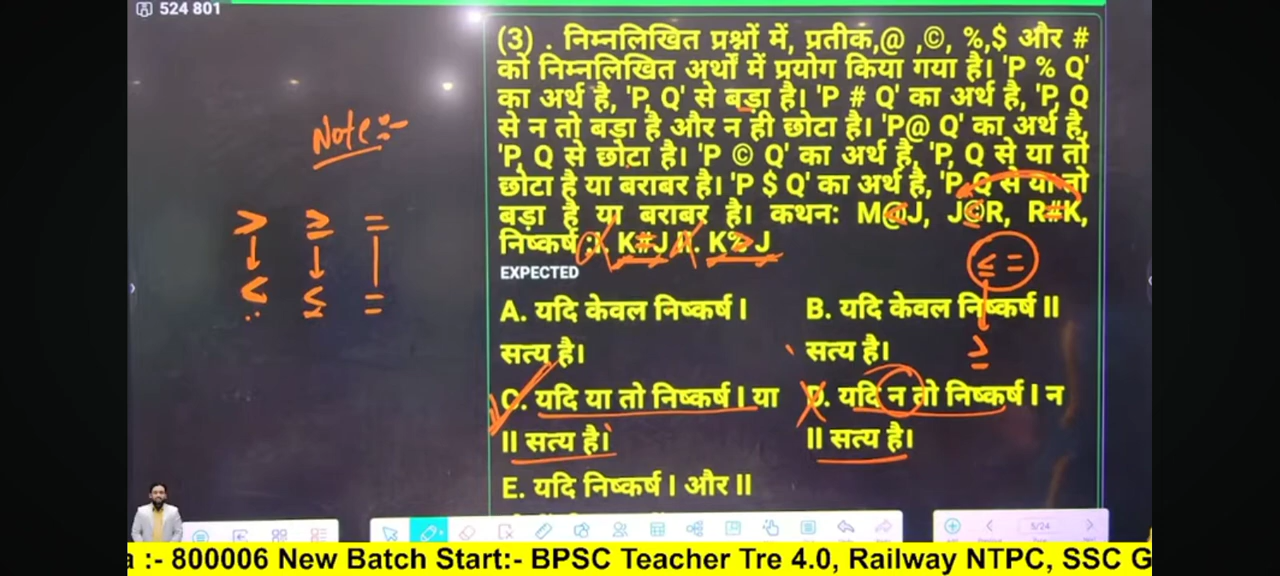 524 801
(3) . निम्नलिखित प्रश्नों में, प्रतीक,@ ,©, %,$ और #
को निम्नलिखित अर्थों में प्रयोग किया गया है। 'P % Q'
का अर्थ है, 'P, Q' से बड़ा है। 'P # Q' का अर्थ है, 'P, Q
से न तो बड़ा है और न ही छोटा है। 'P@ Q' का अर्थ है,
'P, Q से छोटा है। 'P © Q' का अर्थ है, 'P, Q से या तो
छोटा है या बराबर है। 'P $ Q' का अर्थ है, 'P, Q से या तो
बड़ा है या बराबर है। कथन: M@J, J©R, R#K,
निष्कर्ष :I. K#J II. K%J
EXPECTED
A. यदि केवल निष्कर्ष I
सत्य है।
B. यदि केवल निष्कर्ष II
सत्य है।
C. यदि या तो निष्कर्ष I या
II सत्य है।
D. यदि न तो निष्कर्ष I न
II सत्य है।
E. यदि निष्कर्ष I और II
Note:-
> ≥ =
< ≤ =
≤ =
≥
5/24
a :- 800006 New Batch Start:- BPSC Teacher Tre 4.0, Railway NTPC, SSC G